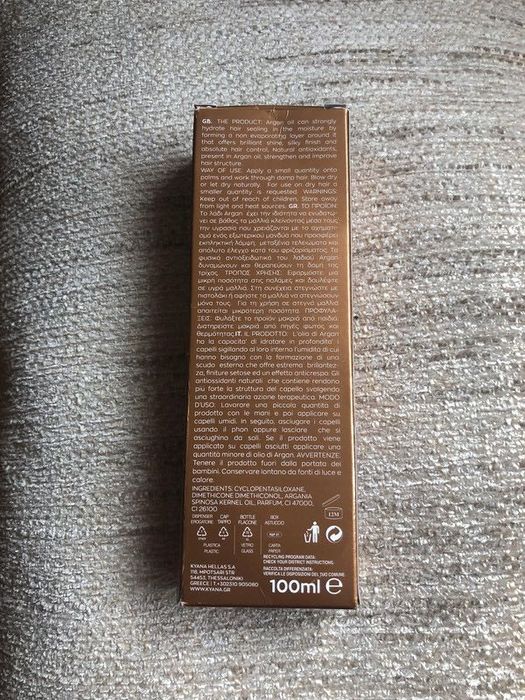 GB. THE PRODUCT: Argan oil can strongly
hydrate hair sealing in the moisture by
forming a non evaporating layer around it
that offers brilliant shine, silky finish and
absolute hair control. Natural antioxidants,
present in Argan oil, strengthen and improve
hair structure.
WAY OF USE: Apply a small quantity onto
palms and work through damp hair. Blow dry
or let dry naturally. For use on dry hair a
smaller quantity is requested. WARNINGS:
Keep out of reach of children. Store away
from light and heat sources. GR. ΤΟ ΠΡΟΪΟΝ:
Το λάδι Argan έχει την ιδιότητα να ενυδατώ-
νει σε βάθος τα μαλλιά κλείνοντας μέσα τους
την υγρασία που χρειάζονται με το σχηματι-
σμό ενός εξωτερικού μανδύα που προσφέρει
εκπληκτική λάμψη, μεταξένια τελειώματα και
απόλυτο έλεγχο κατά του φριζαρίσματος. Τα
φυσικά αντιοξειδωτικά του λαδιού Argan
δυναμώνουν και θεραπεύουν τη δομή της
τρίχας. ΤΡΟΠΟΣ ΧΡΗΣΗΣ: Εφαρμόστε μια
μικρή ποσότητα στις παλάμες και δουλέψτε
σε υγρά μαλλιά. Στη συνέχεια στεγνώστε με
πιστολάκι ή αφήστε τα μαλλιά να στεγνώσουν
μόνα τους. Για τη χρήση σε στεγνά μαλλιά
απαιτείται μικρότερη ποσότητα. ΠΡΟΦΥΛΑ-
ΞΕΙΣ: Φυλάξτε το προϊόν μακριά από παιδιά.
Διατηρείστε μακριά από πηγές φωτός και
θερμότητας.IT. IL PRODOTTO: L'olio di Argan
ha la capacita' di idratare in profondita' i
capelli sigillando al loro interno l'umidita di cui
hanno bisogno con la formazione di uno
scudo esterno che offre estrema brillantez-
za, finiture setose ed un effetto anticrespo. Gli
antiossidanti naturali che contiene rendono
più forte la struttura del capello svolgendo
una straordinaria azione terapeutica. MODO
D'USO: Lavorare una piccola quantita di
prodotto con le mani e poi applicare su
capelli umidi. In seguito, asciugare i capelli
usando il phon oppure lasciare che si
asciughino da soli. Se il prodotto viene
applicato su capelli asciutti applicare una
quantita minore di olio di Argan. AVVERTENZE:
Tenere il prodotto fuori dalla portata dei
bambini. Conservare lontano da fonti di luce e
calore.
INGREDIENTS: CYCLOPENTASILOXANE,
DIMETHICONE DIMETHICONOL, ARGANIA
SPINOSA KERNEL OIL, PARFUM, CI 47000,
CI 26100
12M
DISPENSER CAP BOTTLE BOX
EROGATORE TAPPO FLACONE ASTUCCIO
PAP 21
PLASTICA VETRO CARTA
PLASTIC GLASS PAPER
RECYCLING PROGRAM DATA:
CHECK YOUR DISTRICT INSTRUCTIONS.
RACCOLTA DIFFERENZIATA:
VERIFICA LE DISPOSIZIONI DEL TUO COMUNE.
KYANA HELLAS S.A
118, MPOTSARI STR
54453, THESSALONIKI
GREECE | T.+302310 905080
WWW.KYANA.GR
100ml e